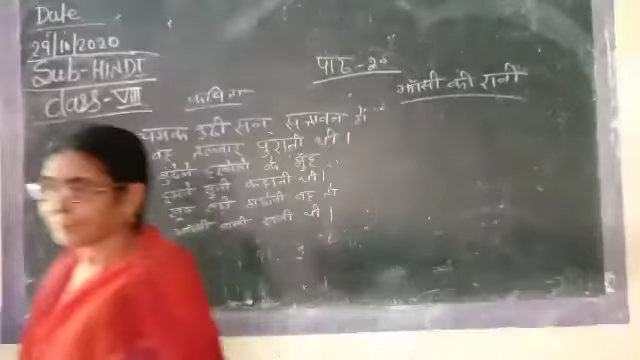 Date
29/10/2020
Sub-HINDI
Class-VIII
पाठ-20
झाँसी की रानी
कविता
चमक उठी सन् सत्तावन में
वह तलवार पुरानी थी।
बुंदेले हरबोलों के मुँह
हमने सुनी कहानी थी।
खूब लड़ी मर्दानी वह तो
झाँसी वाली रानी थी।